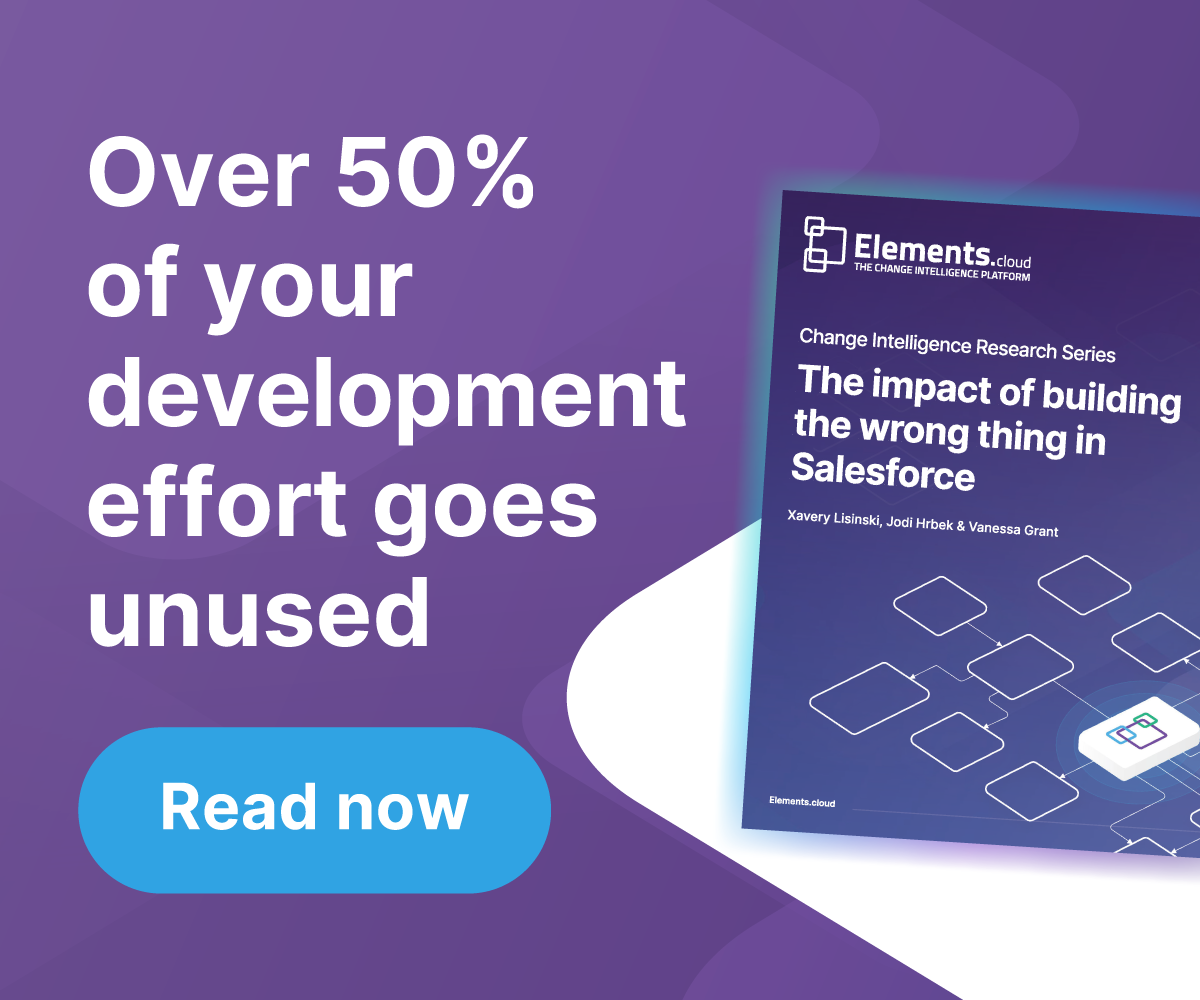 Over 50%
of your
development
effort goes
unused
Read now
Elements.cloud
THE CHANGE INTELLIGENCE PLATFORM
Change Intelligence Research Series
The impact of building
the wrong thing in
Salesforce
Xavery Lisinski, Jodi Hrbek & Vanessa Grant
Elements.cloud